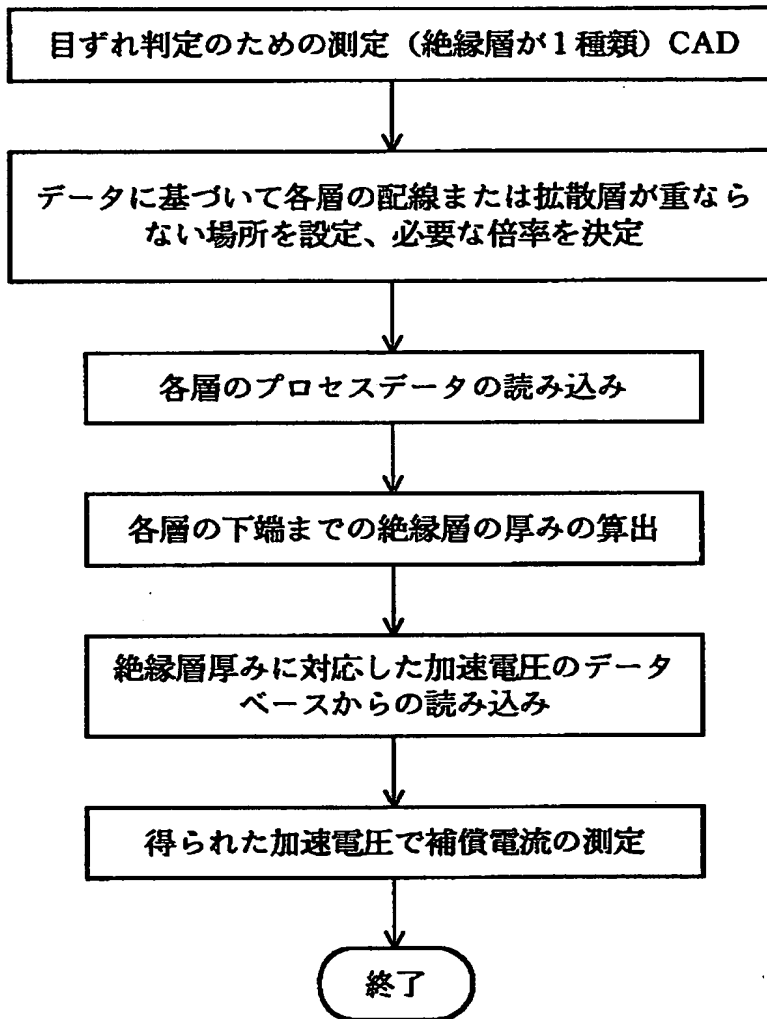 目ずれ判定のための測定（絶縁層が１種類）CAD
データに基づいて各層の配線または拡散層が重なら
ない場所を設定、必要な倍率を決定
各層のプロセスデータの読み込み
各層の下端までの絶縁層の厚みの算出
絶縁層厚みに対応した加速電圧のデータ
ベースからの読み込み
得られた加速電圧で補償電流の測定
終了